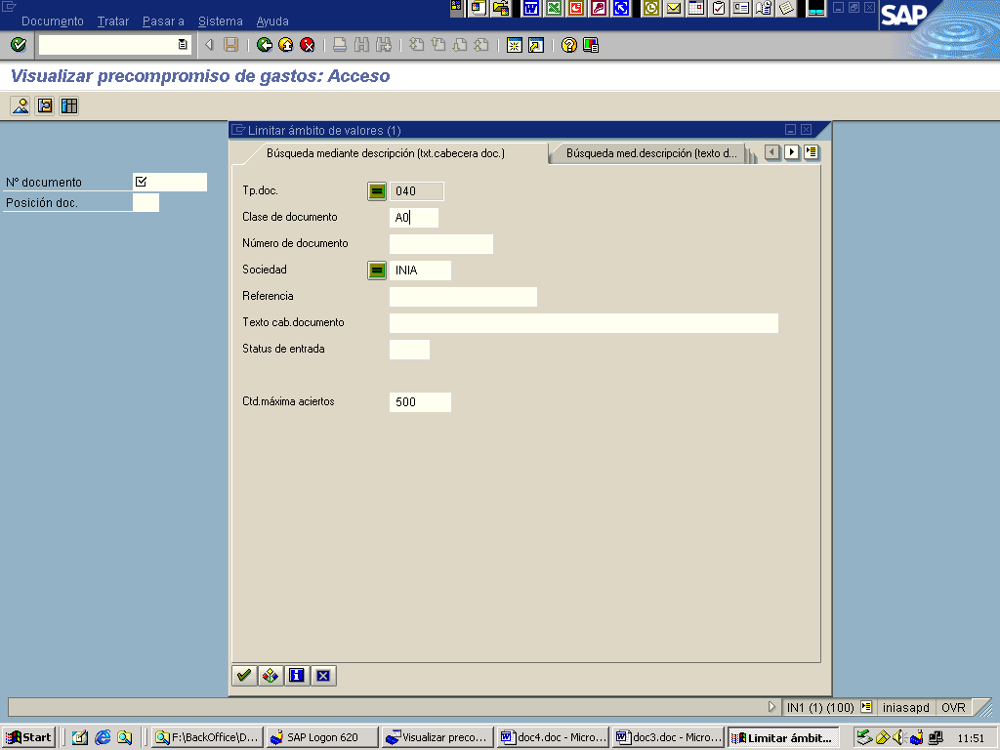 Documento Tratar Pasar a Sistema Ayuda
SAP
Visualizar precompromiso de gastos: Acceso
Limitar ámbito de valores (1)
Búsqueda mediante descripción (txt.cabecera doc.) Búsqueda med.descripción (texto d...
Nº documento
Posición doc.
Tp.doc. 040
Clase de documento A0
Número de documento
Sociedad INIA
Referencia
Texto cab.documento
Status de entrada
Ctd.máxima aciertos 500
IN1 (1) (100) iniasapd OVR
Start F:\BackOffice\D... SAP Logon 620 Visualizar preco... doc4.doc - Micro... doc3.doc - Micro... Limitar ámbit... 11:51